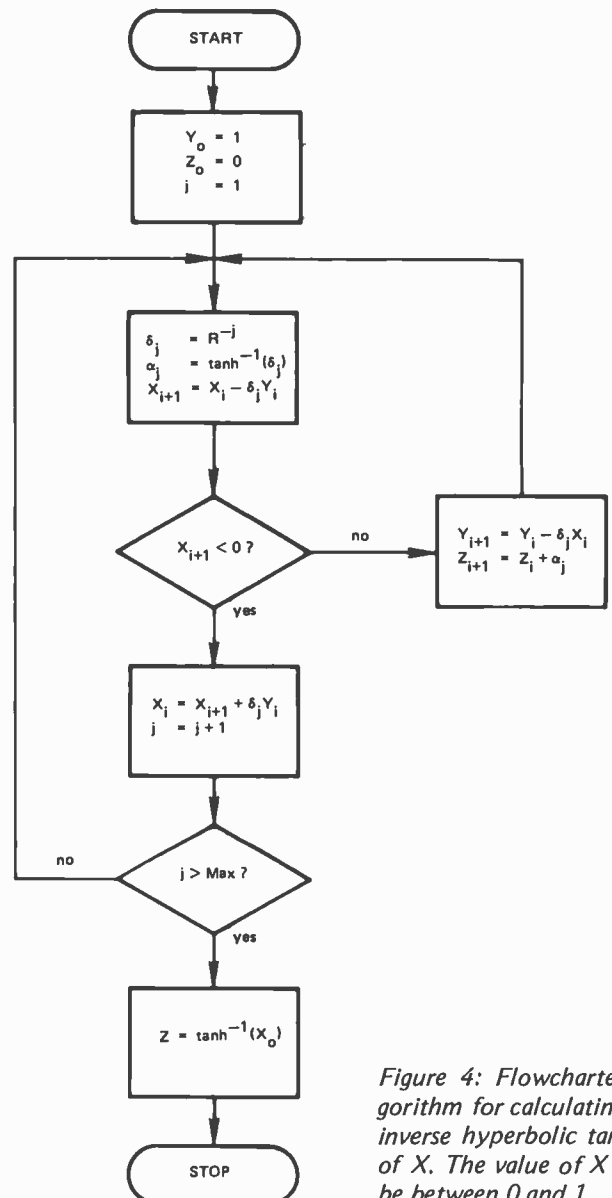 START
Y₀ = 1
Z₀ = 0
j = 1
δⱼ = R⁻ʲ
αⱼ = tanh⁻¹(δⱼ)
Xᵢ₊₁ = Xᵢ − δⱼYᵢ
Xᵢ₊₁ < 0 ?
no
Yᵢ₊₁ = Yᵢ − δⱼXᵢ
Zᵢ₊₁ = Zᵢ + αⱼ
yes
Xᵢ = Xᵢ₊₁ + δⱼYᵢ
j = j + 1
no
j > Max ?
yes
Z = tanh⁻¹(X₀)
STOP
Figure 4: Flowcharte
gorithm for calculatin
inverse hyperbolic tan
of X. The value of X
be between 0 and 1